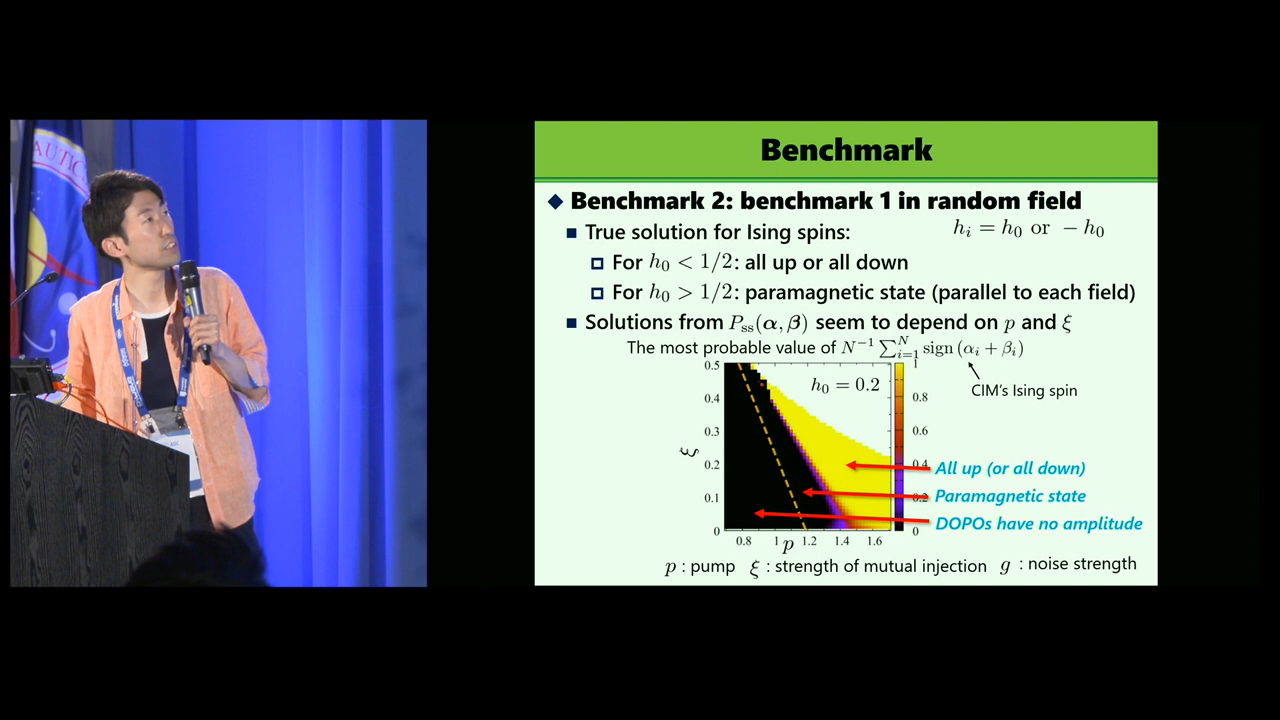 AUTIC
Benchmark
Benchmark 2: benchmark 1 in random field
True solution for Ising spins:
h_i = h_0 or − h_0
For h_0 < 1/2: all up or all down
For h_0 > 1/2: paramagnetic state (parallel to each field)
Solutions from P_ss(α, β) seem to depend on p and ξ
The most probable value of N^{-1} ∑_{i=1}^{N} sign (α_i + β_i)
CIM's Ising spin
h_0 = 0.2
0.5
0.4
0.3
0.2
0.1
0
ξ
0.8 1 1.2 1.4 1.6
p
1
0.8
0.6
0.4
0.2
0
All up (or all down)
Paramagnetic state
DOPOs have no amplitude
p : pump ξ : strength of mutual injection g : noise strength